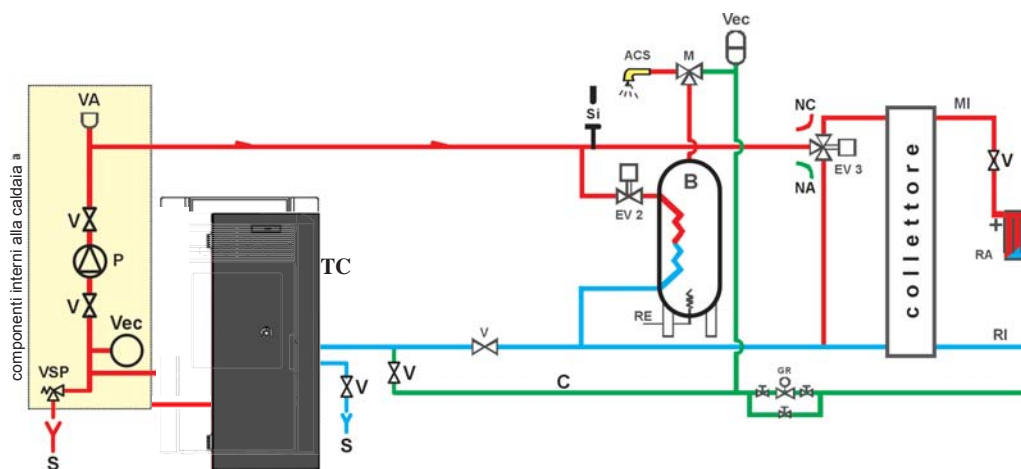 componenti interni alla caldaia a
VA
V
P
V
Vec
VSP
S
TC
V
S
V
V
C
Si
EV 2
ACS
M
Vec
B
RE
NC
NA
EV 3
collettore
MI
V
+
RA
RI
GR